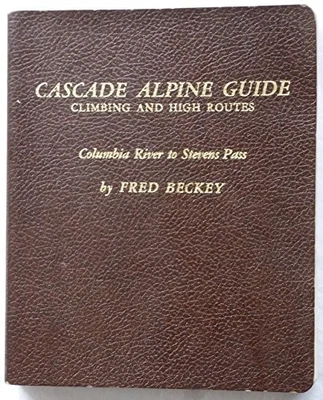 CASCADE ALPINE GUIDE
CLIMBING AND HIGH ROUTES
Columbia River to Stevens Pass
by FRED BECKEY